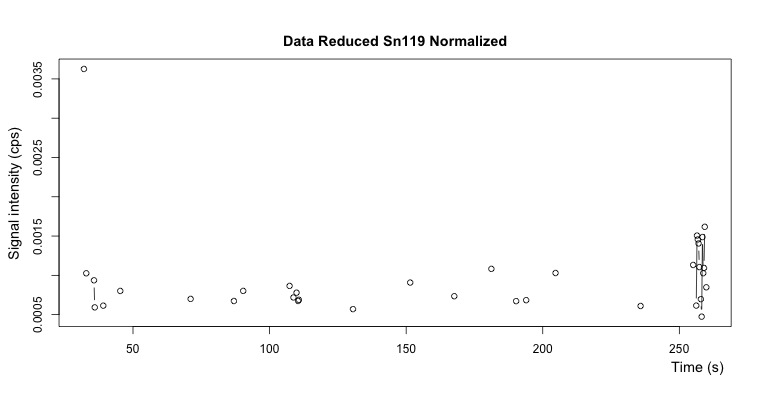 Data Reduced Sn119 Normalized
Signal intensity (cps)
0.0035
0.0025
0.0015
0.0005
50 100 150 200 250
Time (s)